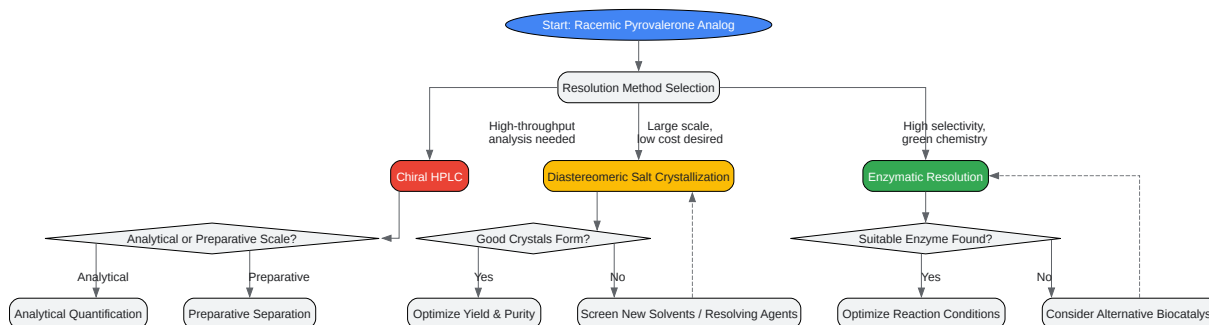 Start: Racemic Pyrovalerone Analog
Resolution Method Selection
High-throughput
analysis needed
Large scale,
low cost desired
High selectivity,
green chemistry
Chiral HPLC
Diastereomeric Salt Crystallization
Enzymatic Resolution
Analytical or Preparative Scale?
Good Crystals Form?
Suitable Enzyme Found?
Analytical
Preparative
Yes
No
Yes
No
Analytical Quantification
Preparative Separation
Optimize Yield & Purity
Screen New Solvents / Resolving Agents
Optimize Reaction Conditions
Consider Alternative Biocatalys